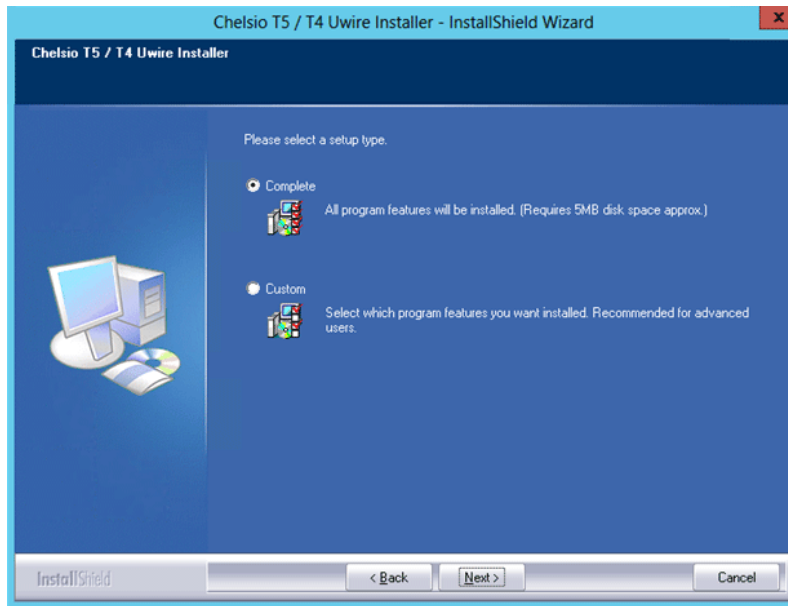 Chelsio T5 / T4 Uwire Installer - InstallShield Wizard
x
Chelsio T5 / T4 Uwire Installer
Please select a setup type.
Complete
All program features will be installed. (Requires 5MB disk space approx.)
Custom
Select which program features you want installed. Recommended for advanced
users.
InstallShield
< Back
Next >
Cancel